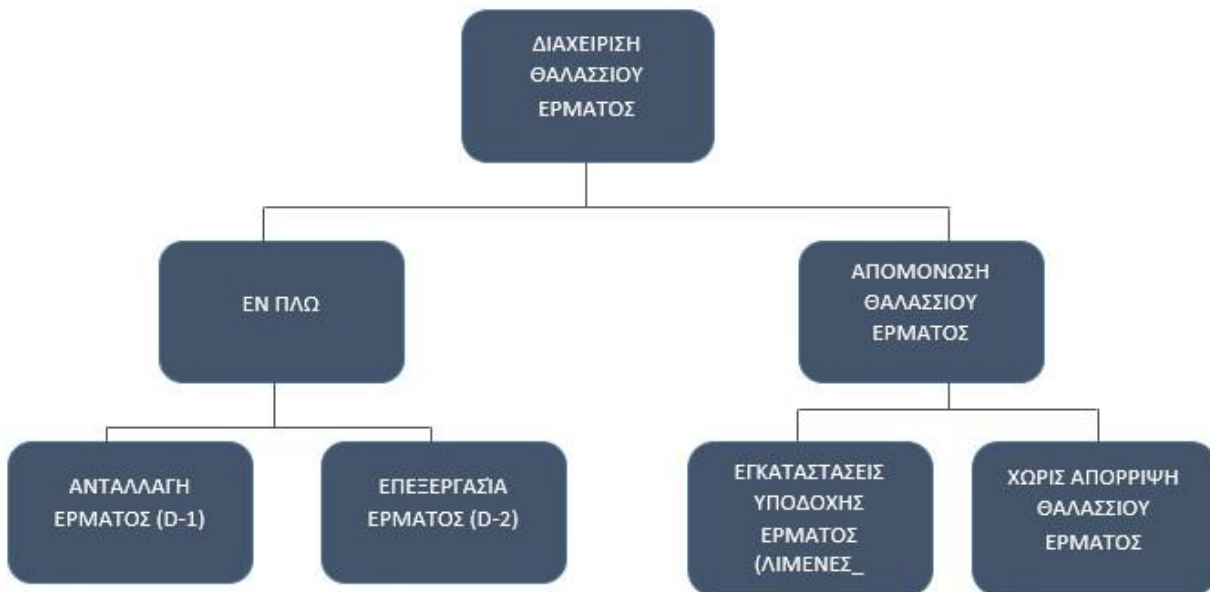 ΔΙΑΧΕΙΡΙΣΗ
ΘΑΛΑΣΣΙΟΥ
ΕΡΜΑΤΟΣ
ΕΝ ΠΛΩ
ΑΠΟΜΟΝΩΣΗ
ΘΑΛΑΣΣΙΟΥ
ΕΡΜΑΤΟΣ
ΑΝΤΑΛΛΑΓΗ
ΕΡΜΑΤΟΣ (D-1)
ΕΠΕΞΕΡΓΑΣΊΑ
ΕΡΜΑΤΟΣ (D-2)
ΕΓΚΑΤΑΣΤΑΣΕΙΣ
ΥΠΟΔΟΧΗΣ
ΕΡΜΑΤΟΣ
(ΛΙΜΕΝΕΣ_
ΧΩΡΙΣ ΑΠΟΡΡΙΨΗ
ΘΑΛΑΣΣΙΟΥ
ΕΡΜΑΤΟΣ